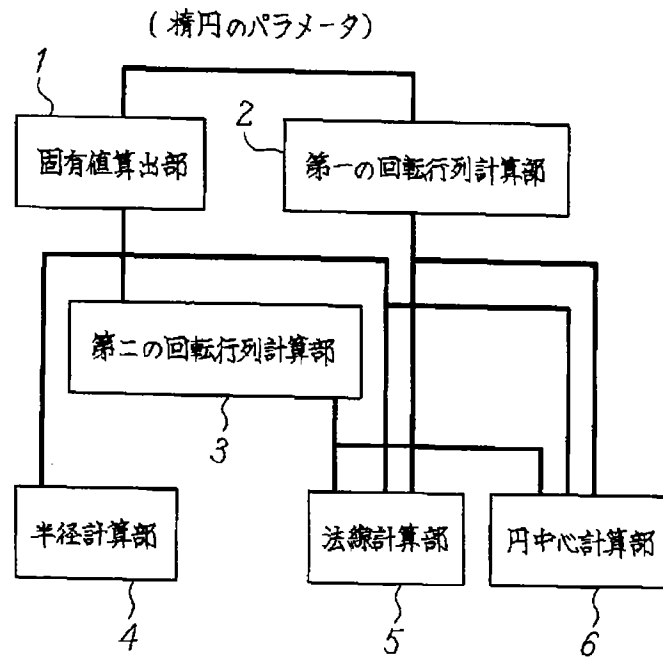 (楕円のパラメータ)
1
固有値算出部
2
第一の回転行列計算部
第二の回転行列計算部
3
半径計算部
法線計算部
円中心計算部
4
5
6